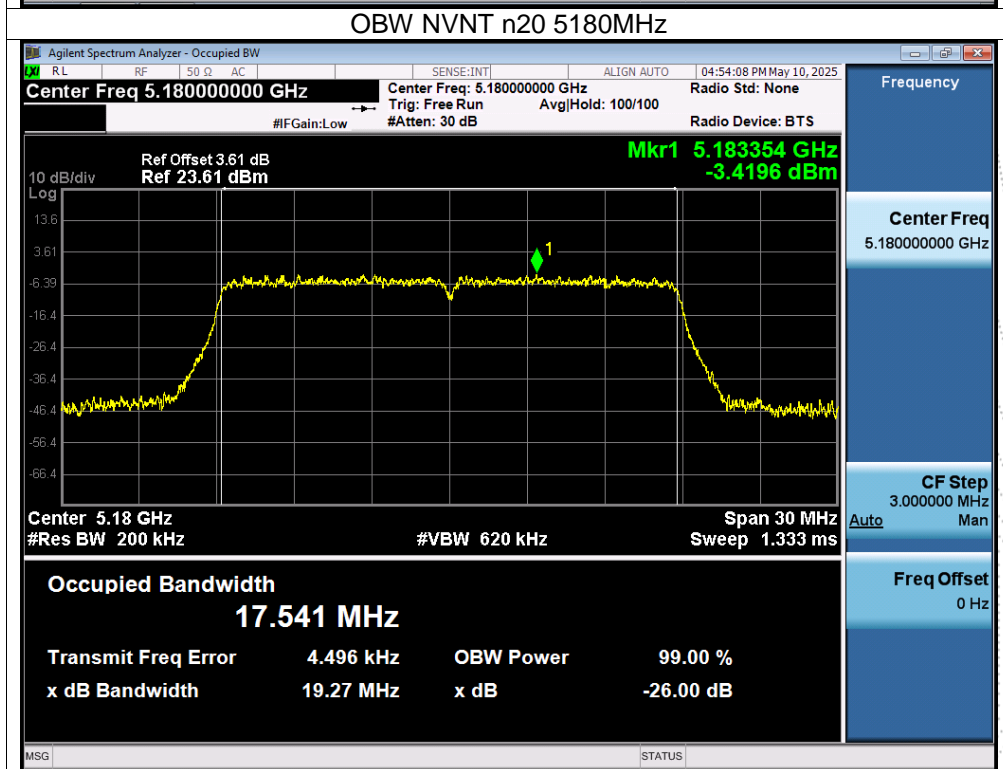 OBW NVNT n20 5180MHz
Agilent Spectrum Analyzer - Occupied BW
LXI RL RF 50 Ω AC SENSE:INT ALIGN AUTO 04:54:08 PM May 10, 2025
Center Freq 5.180000000 GHz
Center Freq: 5.180000000 GHz Radio Std: None
Trig: Free Run Avg|Hold: 100/100
#IFGain:Low #Atten: 30 dB Radio Device: BTS
Frequency
Mkr1 5.183354 GHz
-3.4196 dBm
Ref Offset 3.61 dB
10 dB/div Ref 23.61 dBm
Log
13.6
3.61
-6.39
-16.4
-26.4
-36.4
-46.4
-56.4
-66.4
1
Center 5.18 GHz Span 30 MHz
#Res BW 200 kHz #VBW 620 kHz Sweep 1.333 ms
Center Freq
5.180000000 GHz
CF Step
3.000000 MHz
Auto Man
Freq Offset
0 Hz
Occupied Bandwidth
17.541 MHz
Transmit Freq Error 4.496 kHz OBW Power 99.00 %
x dB Bandwidth 19.27 MHz x dB -26.00 dB
MSG STATUS